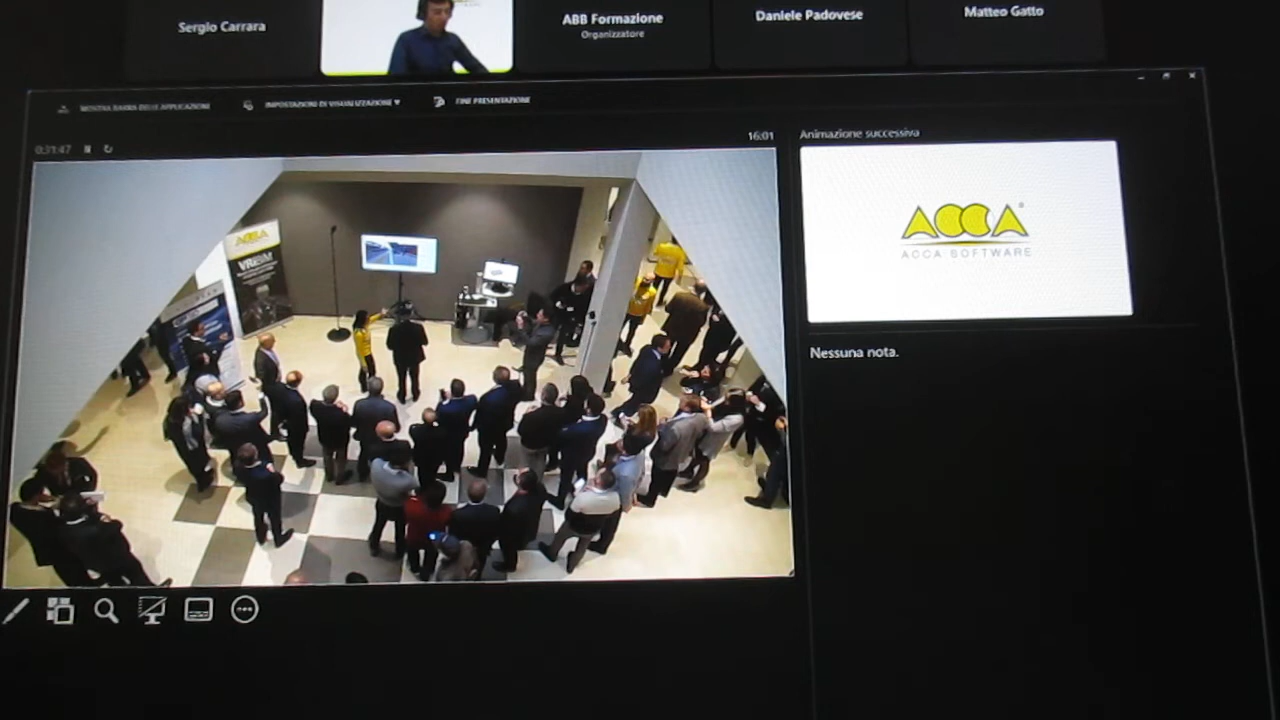 Sergio Carrara
ABB Formazione
Organizzatore
Daniele Padovese
Matteo Gatto
MOSTRA BARRA DELLE APPLICAZIONI
IMPOSTAZIONI DI VISUALIZZAZIONE ▼
FINE PRESENTAZIONE
0:31:47
16:01
Animazione successiva
ACCA
VRiBIM
ACCA®
ACCA SOFTWARE
Nessuna nota.